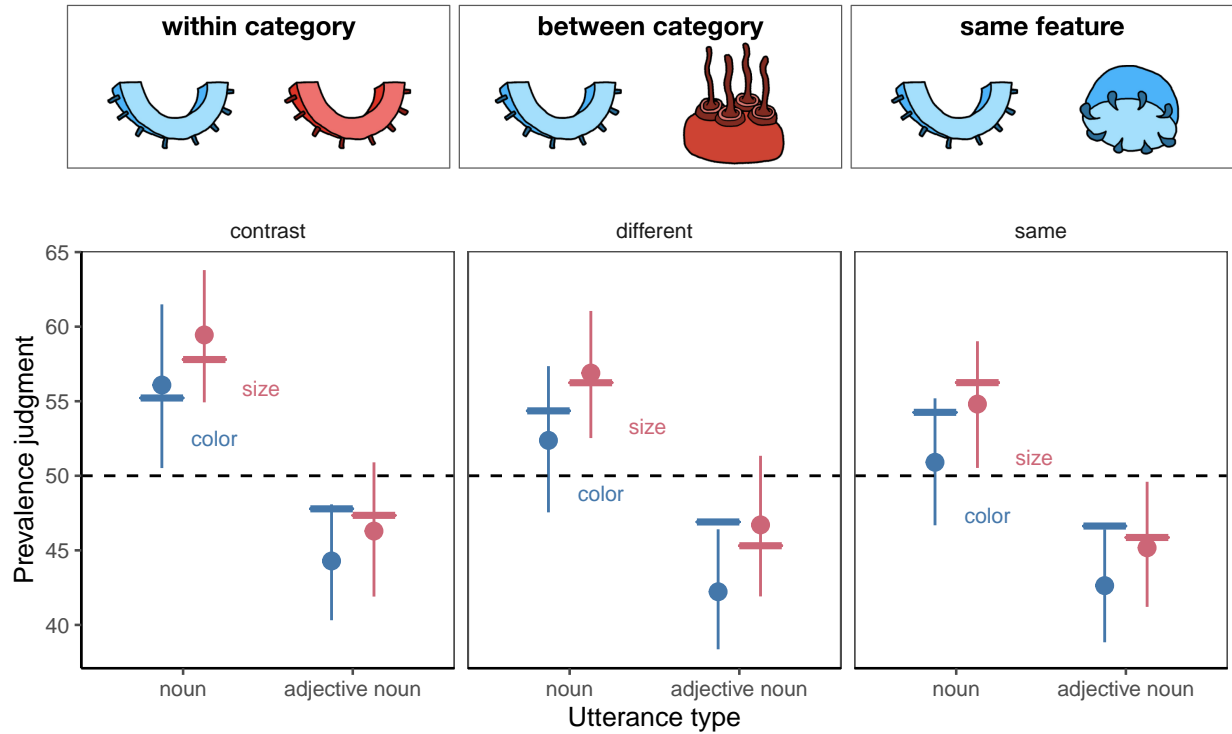 within category
between category
same feature
contrast
different
same
Prevalence judgment
65
60
55
50
45
40
size
color
size
color
size
color
noun
adjective noun
noun
adjective noun
noun
adjective noun
Utterance type